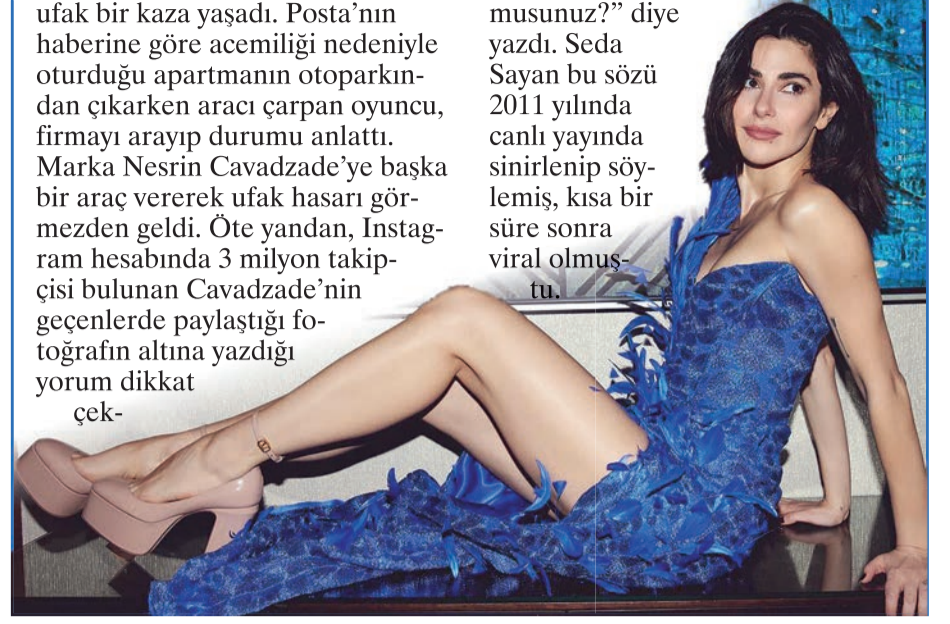 ufak bir kaza yaşadı. Posta’nın
haberine göre acemiliği nedeniyle
oturduğu apartmanın otoparkın-
dan çıkarken aracı çarpan oyuncu,
firmayı arayıp durumu anlattı.
Marka Nesrin Cavadzade’ye başka
bir araç vererek ufak hasarı gör-
mezden geldi. Öte yandan, Instag-
ram hesabında 3 milyon takip-
çisi bulunan Cavadzade’nin
geçenlerde paylaştığı fo-
toğrafın altına yazdığı
yorum dikkat
çek-
musunuz?” diye
yazdı. Seda
Sayan bu sözü
2011 yılında
canlı yayında
sinirlenip söy-
lemiş, kısa bir
süre sonra
viral olmuş-
tu.